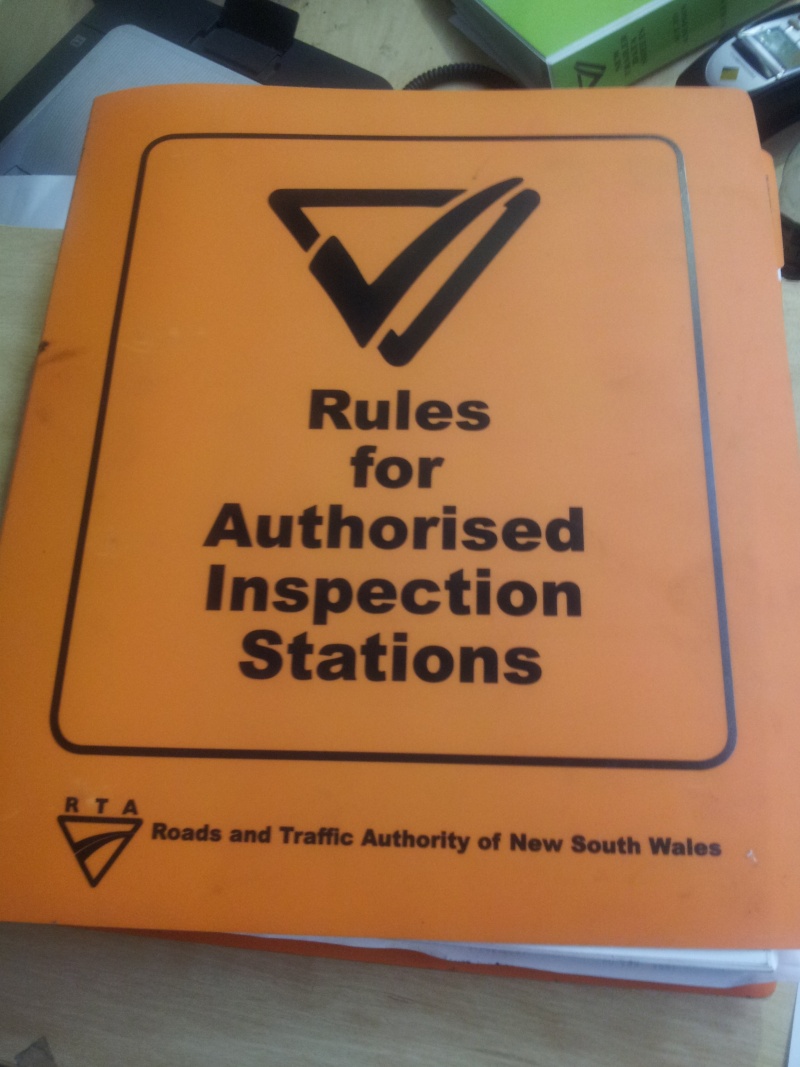 Rules
for
Authorised
Inspection
Stations
R T A
Roads and Traffic Authority of New South Wales